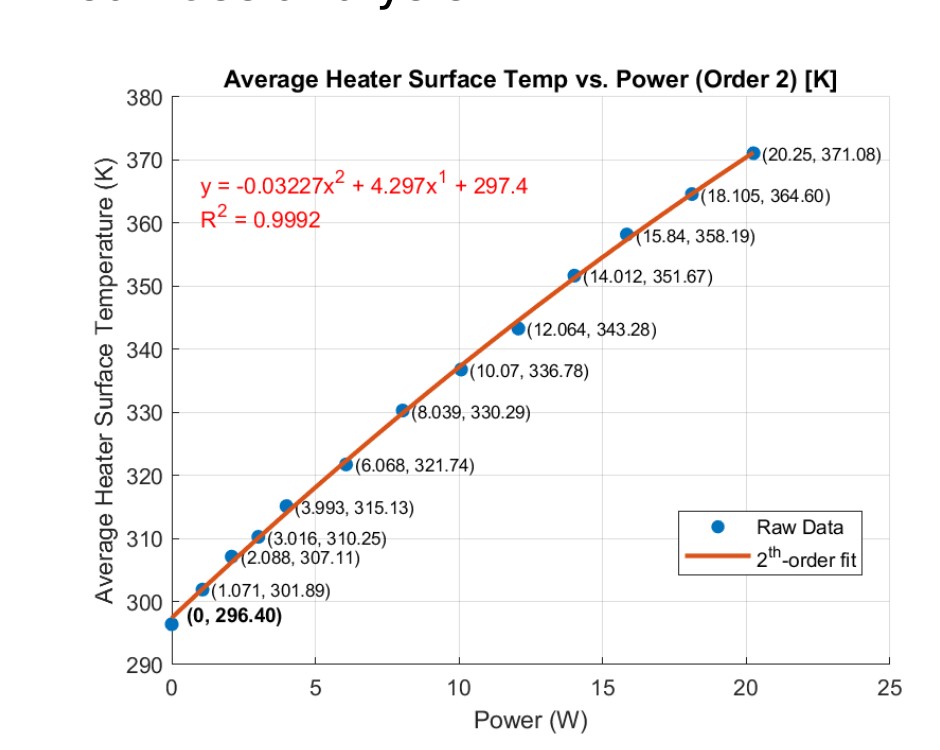 Average Heater Surface Temp vs. Power (Order 2) [K]
380
370
360
350
340
330
320
310
300
290
Average Heater Surface Temperature (K)
y = -0.03227x² + 4.297x¹ + 297.4
R² = 0.9992
(20.25, 371.08)
(18.105, 364.60)
(15.84, 358.19)
(14.012, 351.67)
(12.064, 343.28)
(10.07, 336.78)
(8.039, 330.29)
(6.068, 321.74)
(3.993, 315.13)
(3.016, 310.25)
(2.088, 307.11)
(1.071, 301.89)
(0, 296.40)
Raw Data
2ᵗʰ-order fit
0 5 10 15 20 25
Power (W)